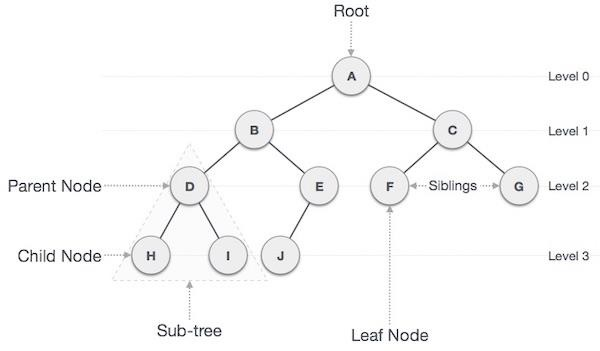 Root
A
Level 0
B
C
Level 1
Parent Node
D
E
F
Siblings
G
Level 2
Child Node
H
I
J
Level 3
Sub-tree
Leaf Node